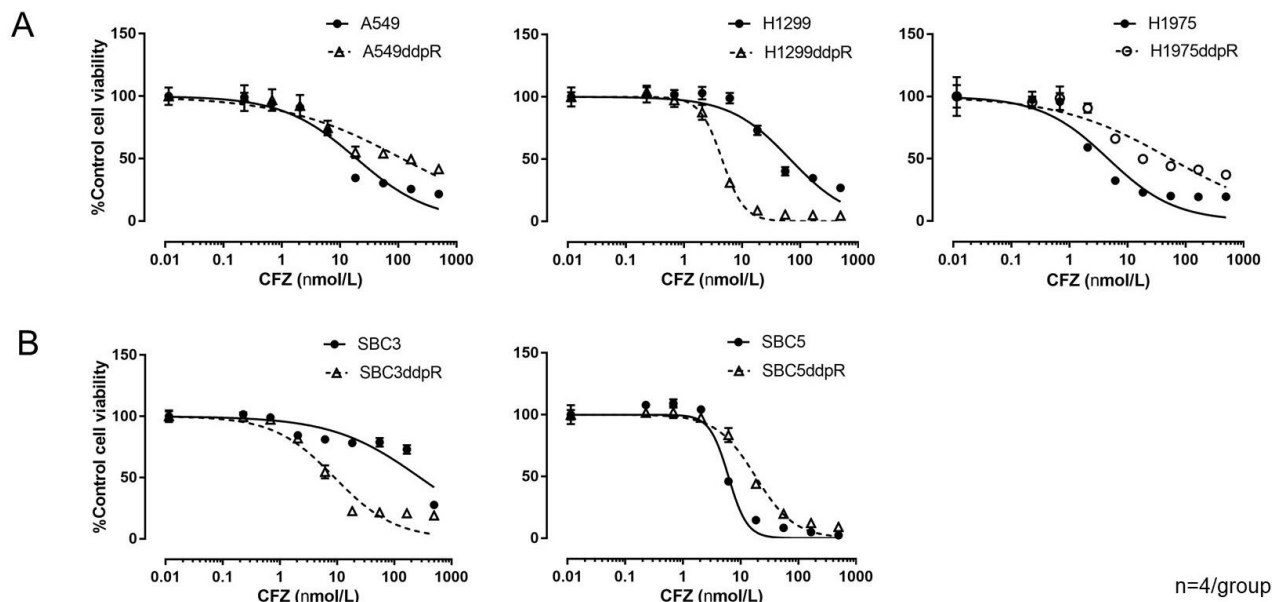 A
%Control cell viability
150
100
50
0
A549
A549ddpR
0.01 0.1 1 10 100 1000
CFZ (nmol/L)
150
100
50
0
H1299
H1299ddpR
0.01 0.1 1 10 100 1000
CFZ (nmol/L)
150
100
50
0
H1975
H1975ddpR
0.01 0.1 1 10 100 1000
CFZ (nmol/L)
B
%Control cell viability
150
100
50
0
SBC3
SBC3ddpR
0.01 0.1 1 10 100 1000
CFZ (nmol/L)
150
100
50
0
SBC5
SBC5ddpR
0.01 0.1 1 10 100 1000
CFZ (nmol/L)
n=4/group